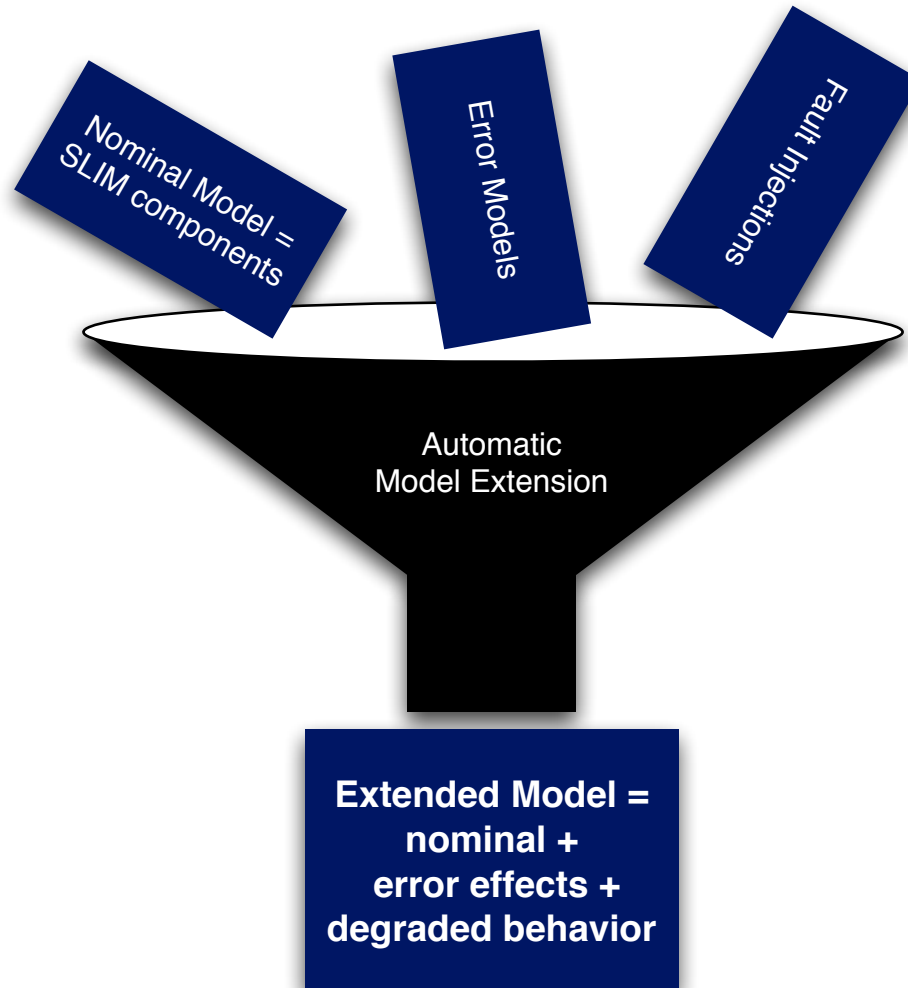 Nominal Model =
SLIM components
Error Models
Fault Injections
Automatic
Model Extension
Extended Model =
nominal +
error effects +
degraded behavior